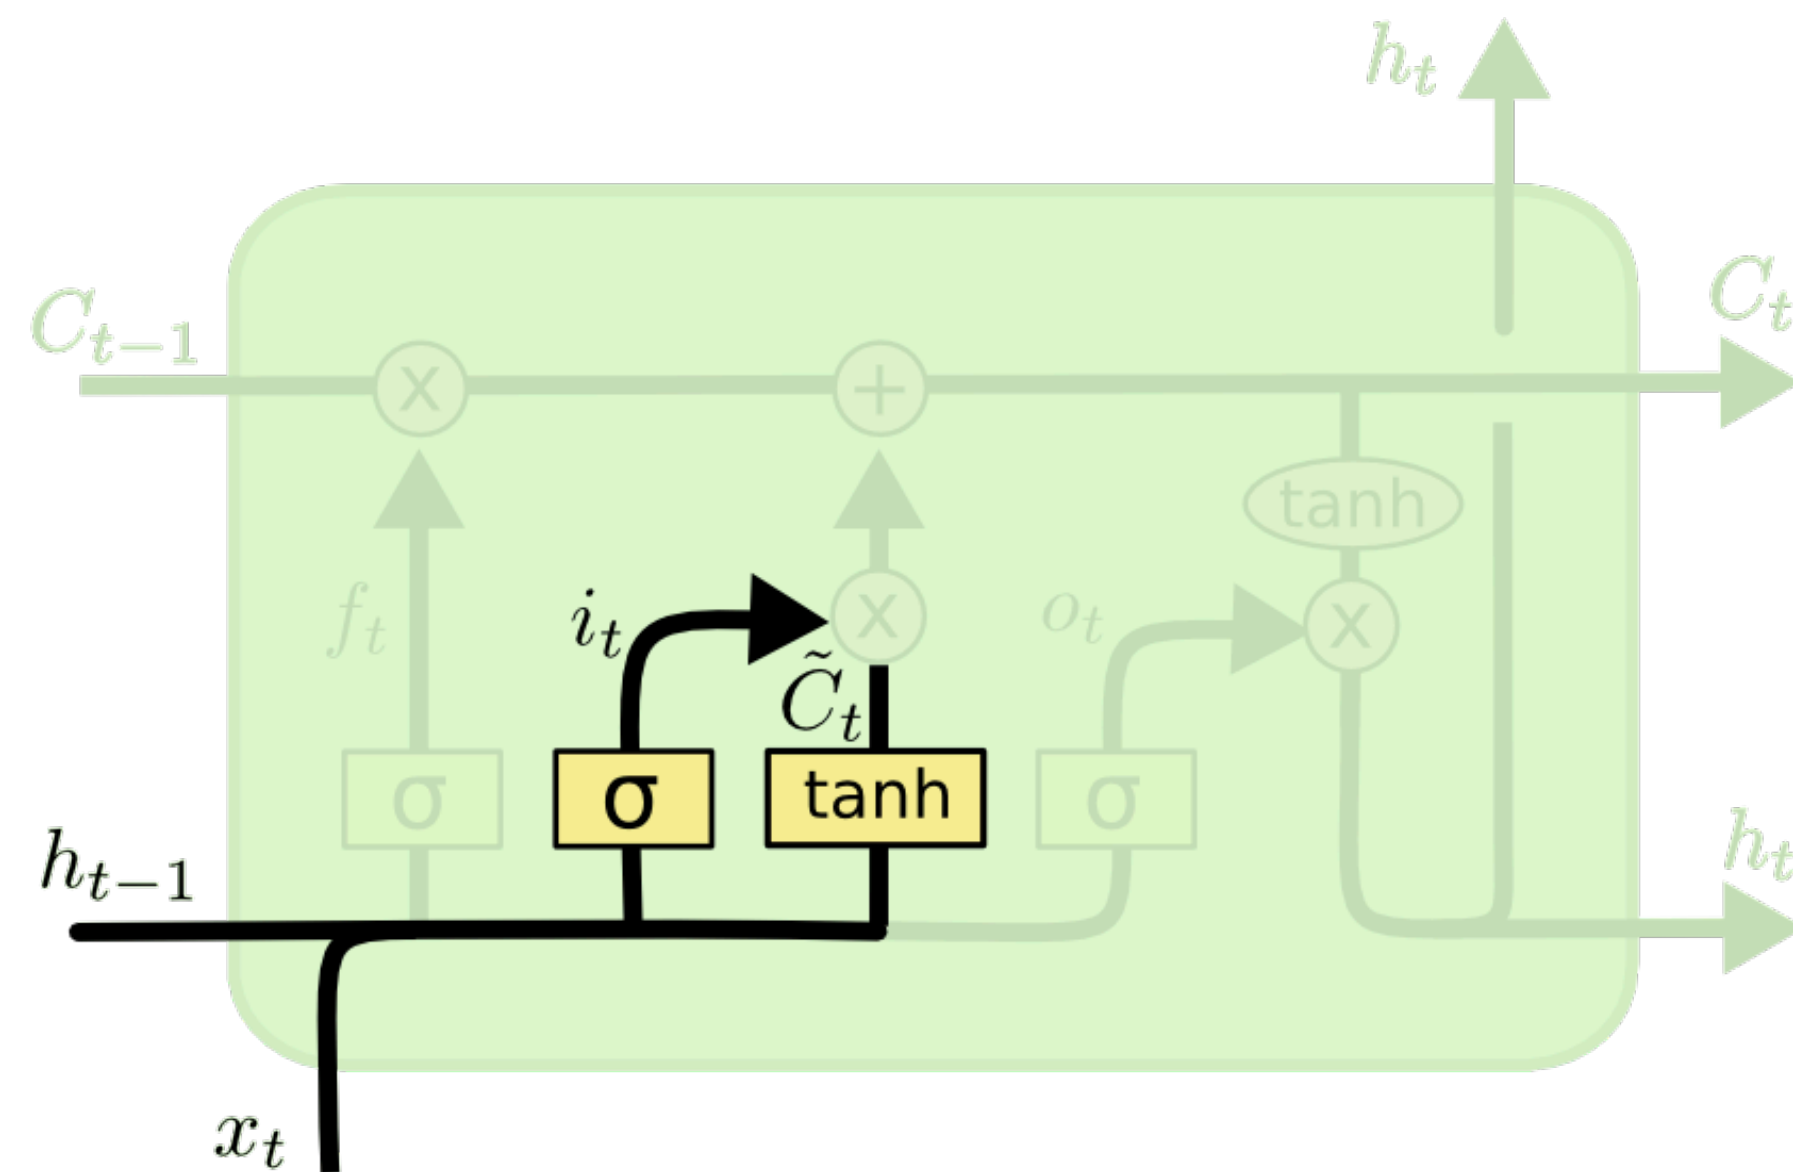 h_t
C_{t-1}
C_t
x
+
tanh
f_t
i_t
x
o_t
x
C̃_t
σ
σ
tanh
σ
h_{t-1}
h_t
x_t